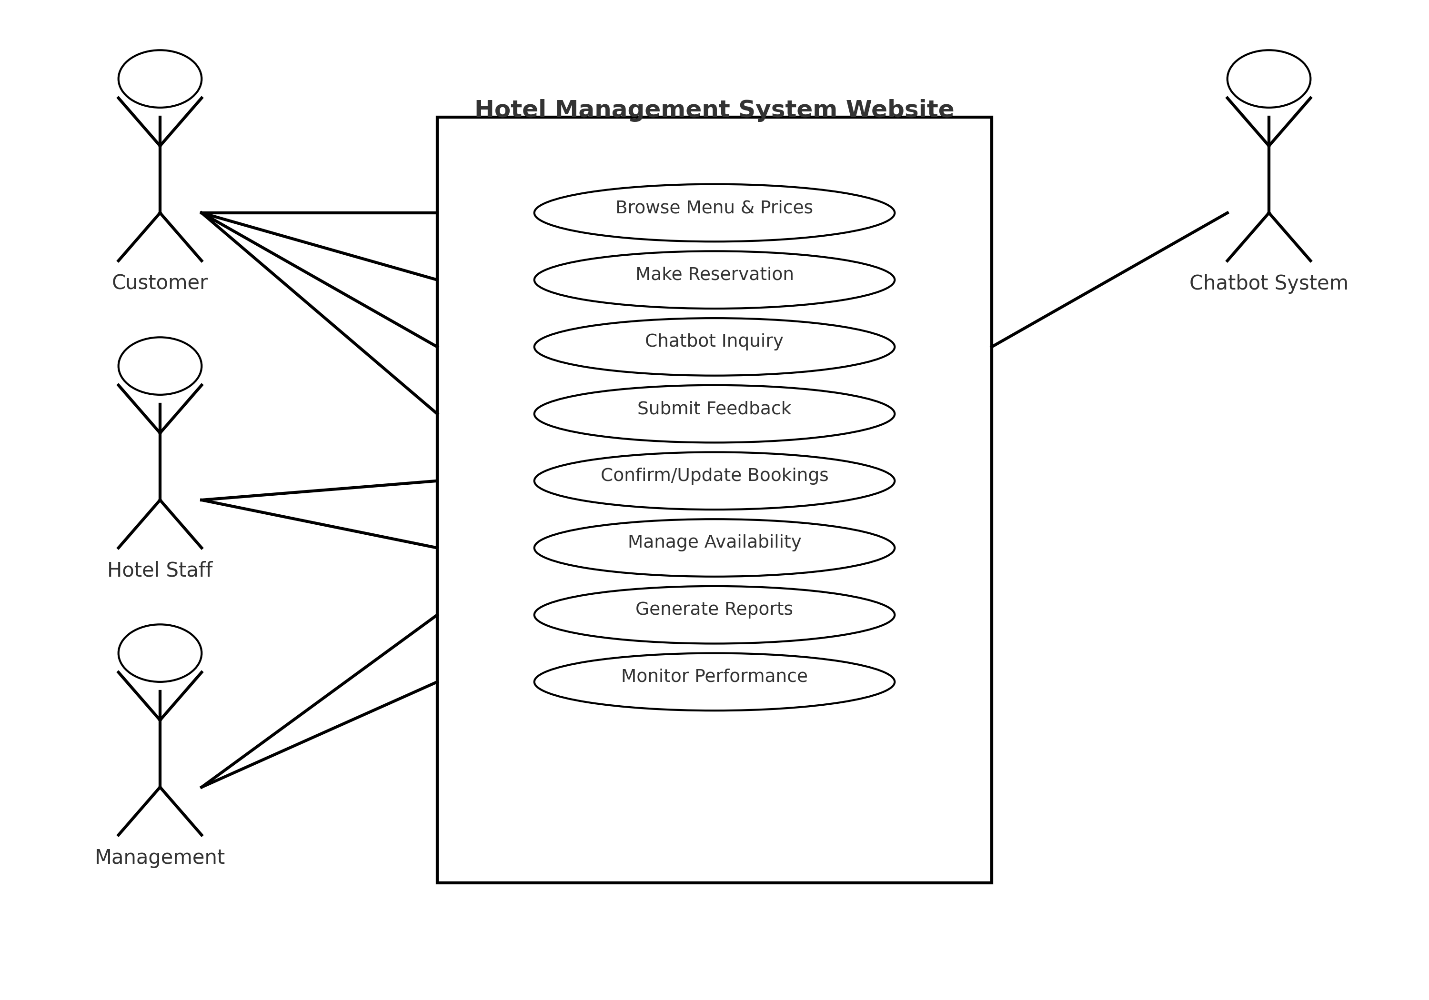 Hotel Management System Website
Browse Menu & Prices
Make Reservation
Chatbot Inquiry
Submit Feedback
Confirm/Update Bookings
Manage Availability
Generate Reports
Monitor Performance
Customer
Hotel Staff
Management
Chatbot System